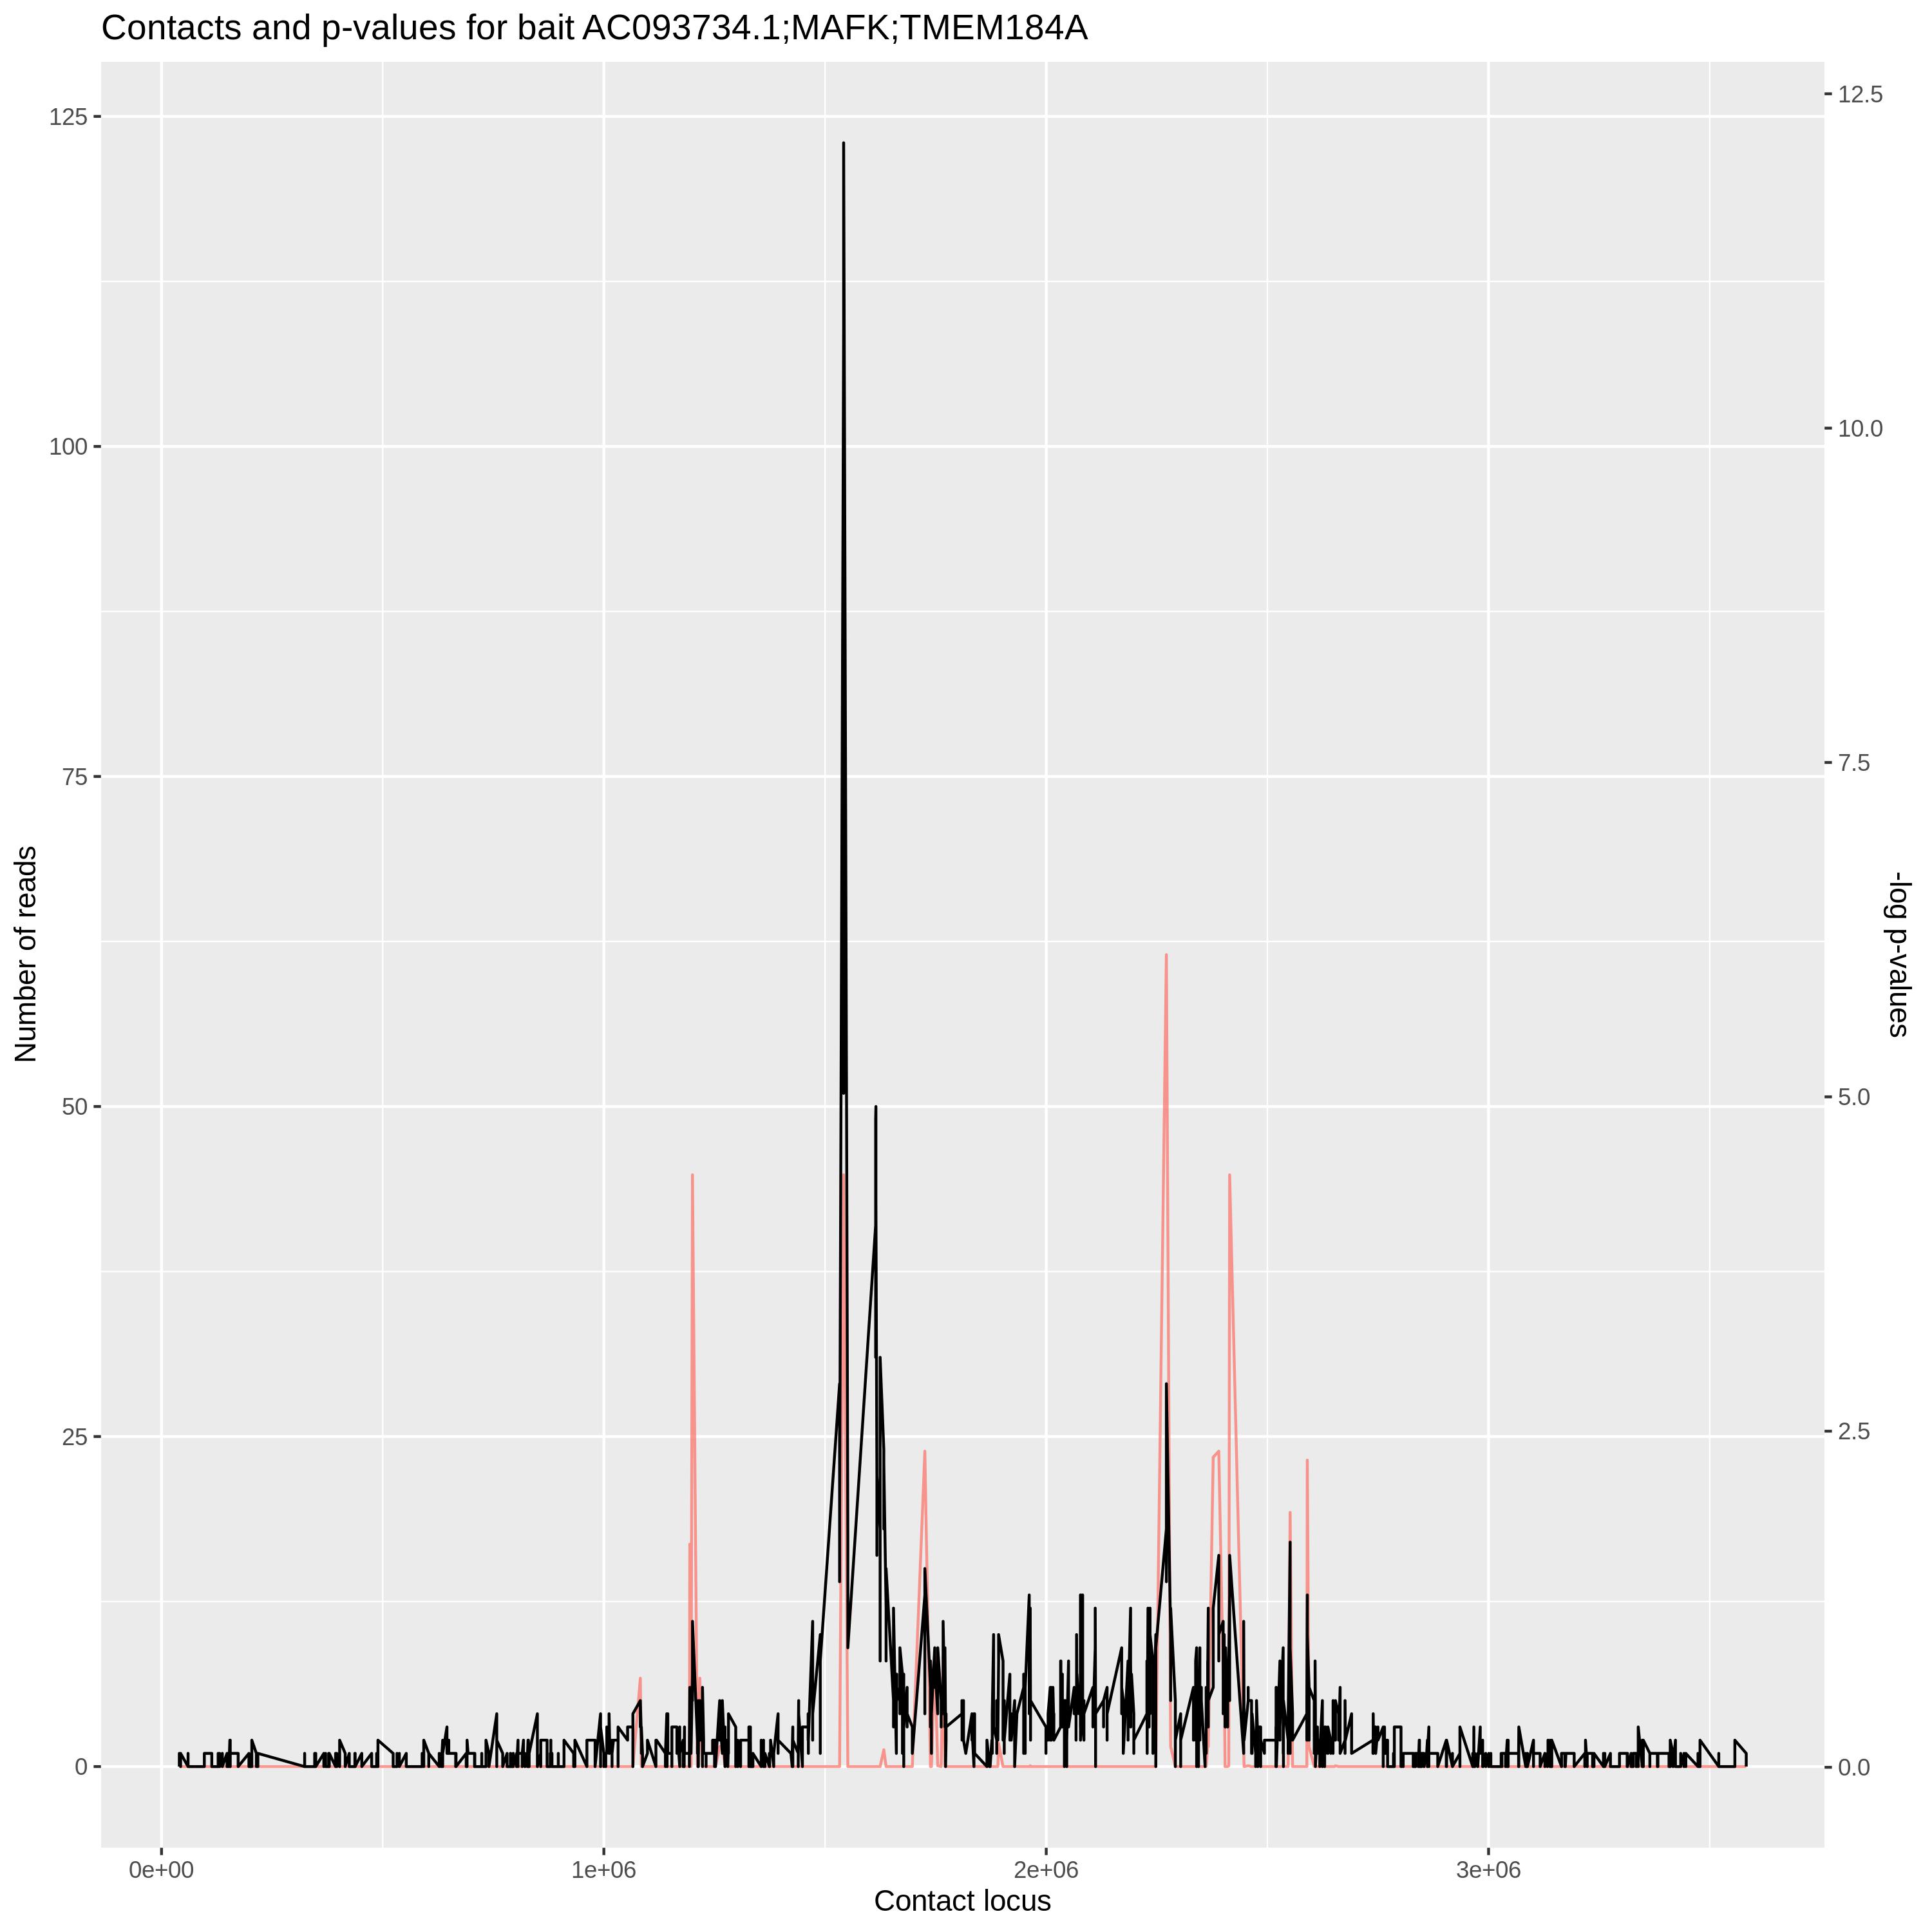 Contacts and p-values for bait AC093734.1;MAFK;TMEM184A
125
100
75
50
25
0
Number of reads
12.5
10.0
7.5
5.0
2.5
0.0
-log p-values
0e+00
1e+06
2e+06
3e+06
Contact locus